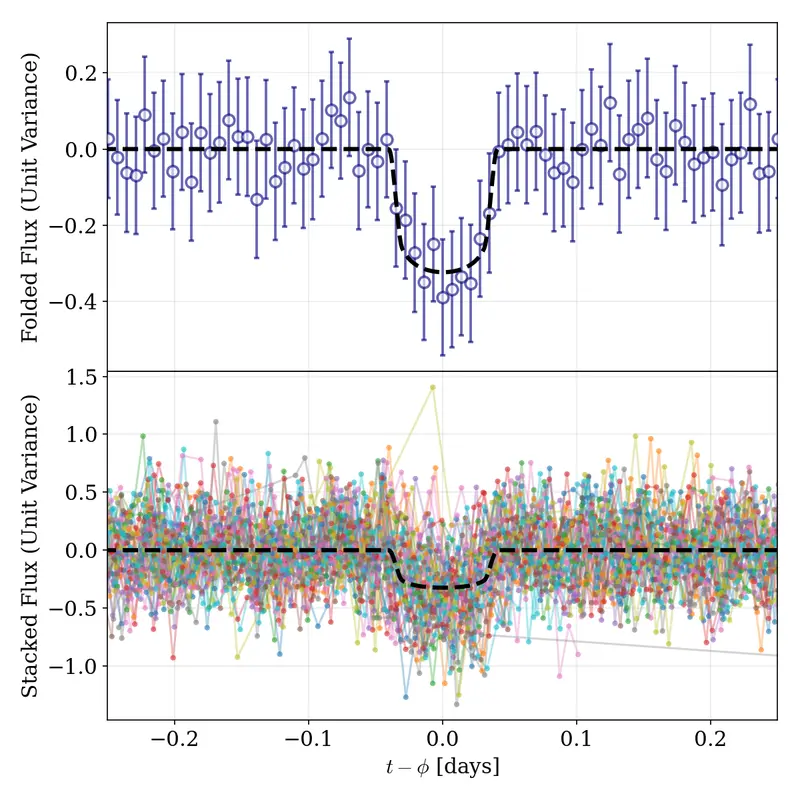 Folded Flux (Unit Variance)
0.2
0.0
−0.2
−0.4
Stacked Flux (Unit Variance)
1.5
1.0
0.5
0.0
−0.5
−1.0
−0.2 −0.1 0.0 0.1 0.2
t − ϕ [days]